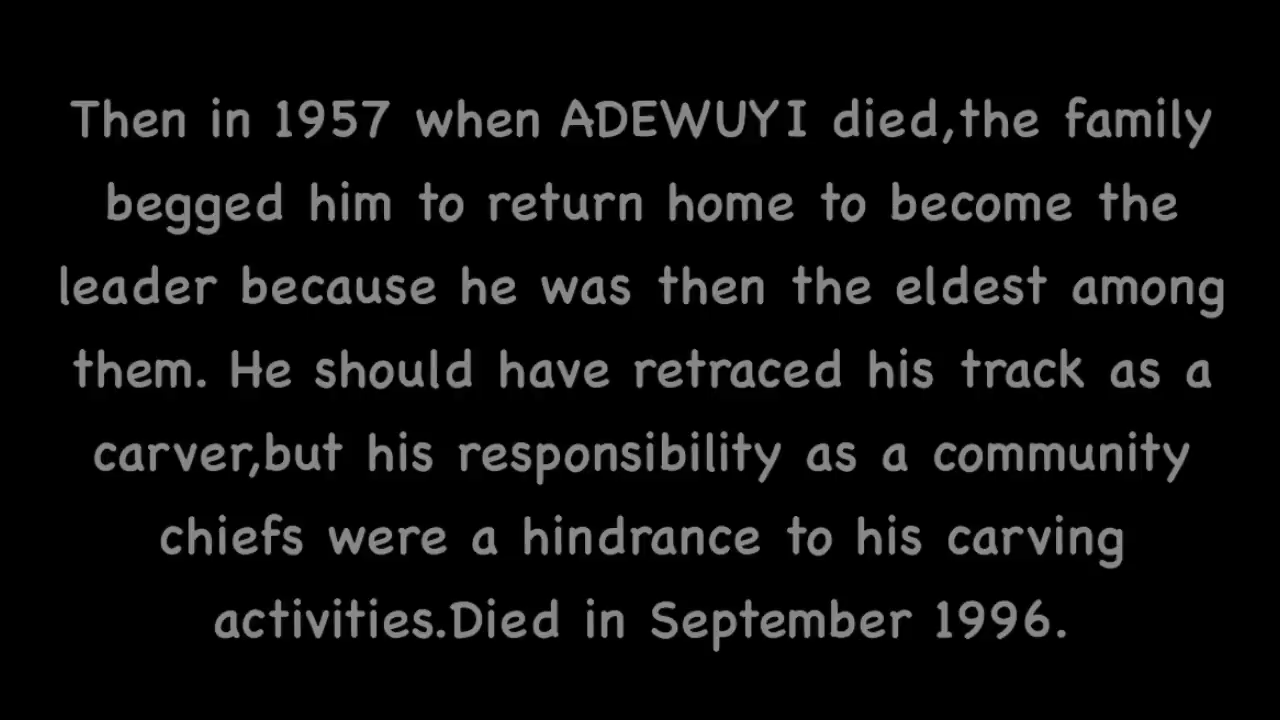 Then in 1957 when ADEWUYI died,the family
begged him to return home to become the
leader because he was then the eldest among
them. He should have retraced his track as a
carver,but his responsibility as a community
chiefs were a hindrance to his carving
activities.Died in September 1996.